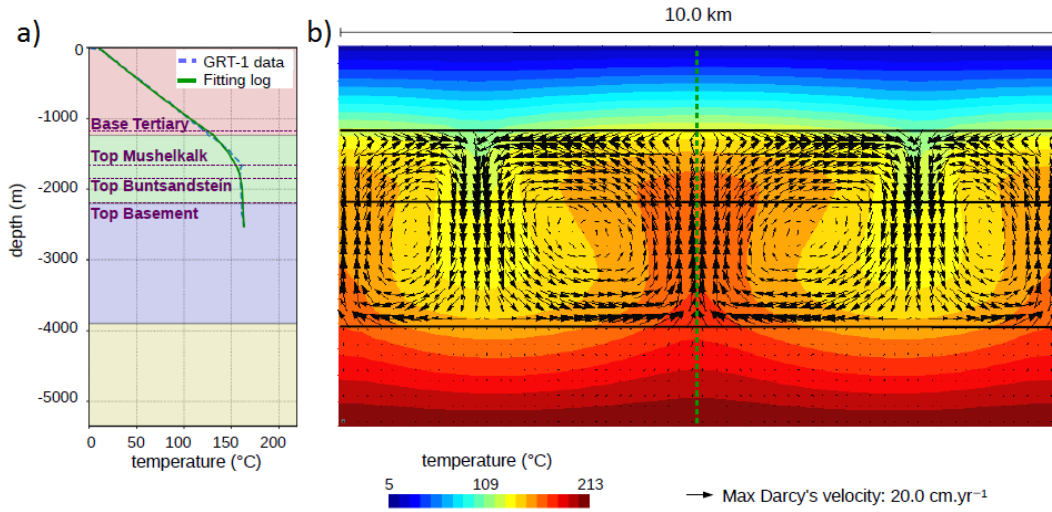 a)
b)
10.0 km
0
-1000
-2000
-3000
-4000
-5000
depth (m)
GRT-1 data
Fitting log
Base Tertiary
Top Mushelkalk
Top Buntsandstein
Top Basement
0 50 100 150 200
temperature (°C)
temperature (°C)
5 109 213
Max Darcy's velocity: 20.0 cm.yr⁻¹